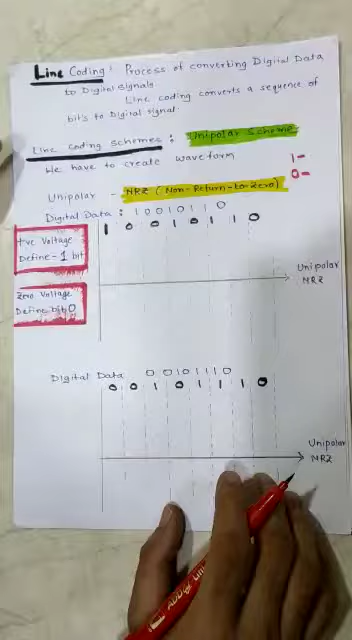 Line Coding : Process of converting Digital Data
to Digital signals.
Line coding converts a sequence of
bit's to Digital signal.
Line coding schemes : Unipolar Scheme
We have to create waveform
1-
0-
Unipolar - NRZ (Non-Return-to-Zero)
Digital Data : 1 0 0 1 0 1 1 0
1 0 0 1 0 1 1 0
+ve Voltage
Define - 1 bit
Zero Voltage
Define bit 0
Unipolar
NRZ
Digital Data 0 0 1 0 1 1 1 0
0 0 1 0 1 1 1 0
Unipolar
NRZ